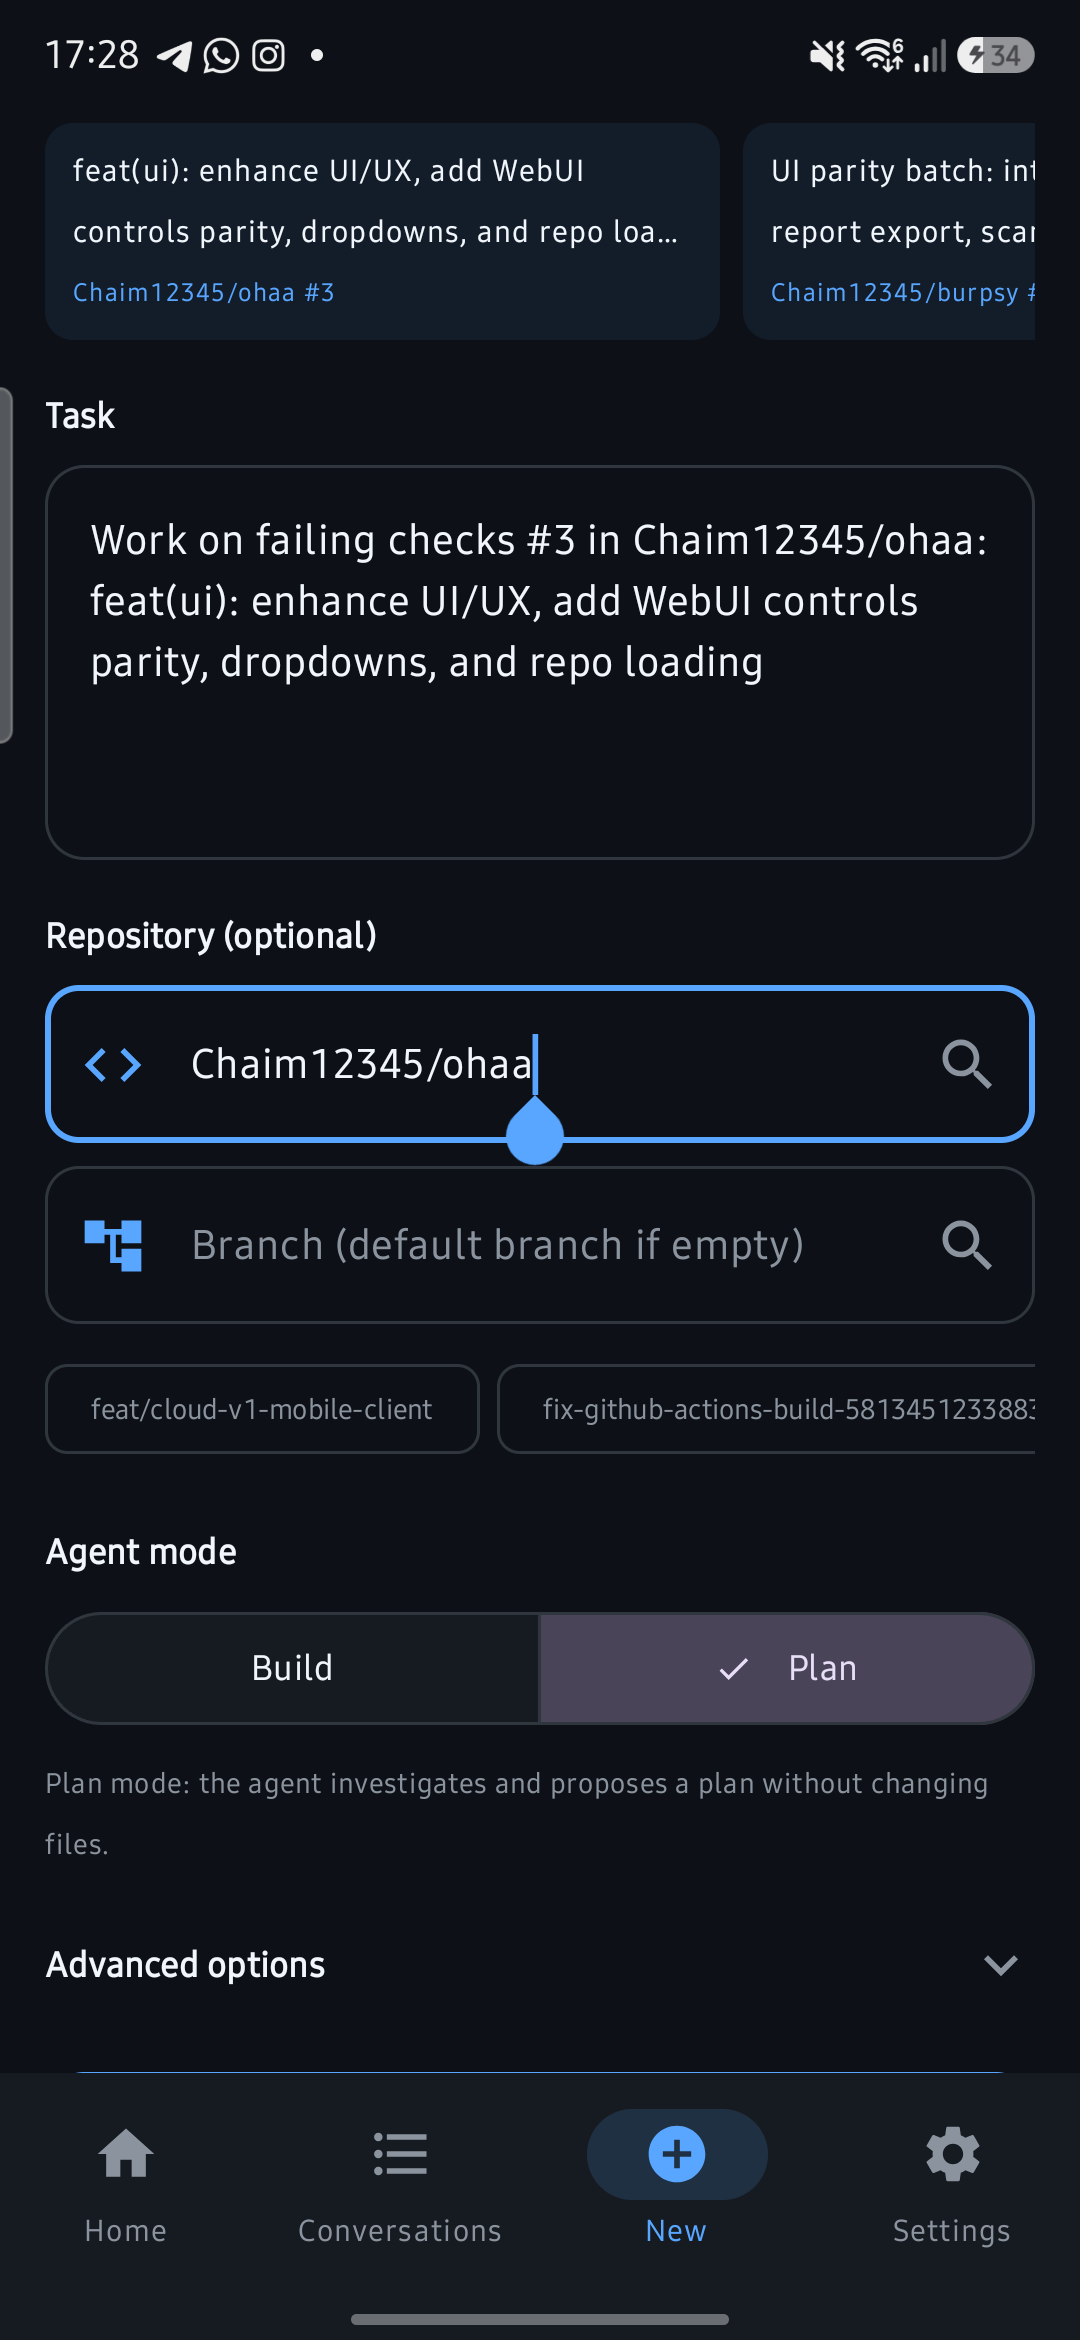 17:28
6
34
feat(ui): enhance UI/UX, add WebUI
controls parity, dropdowns, and repo loa...
Chaim12345/ohaa #3
UI parity batch: int
report export, scan
Chaim12345/burpsy #
Task
Work on failing checks #3 in Chaim12345/ohaa:
feat(ui): enhance UI/UX, add WebUI controls
parity, dropdowns, and repo loading
Repository (optional)
Chaim12345/ohaa
Branch (default branch if empty)
feat/cloud-v1-mobile-client
fix-github-actions-build-5813451233883
Agent mode
Build
Plan
Plan mode: the agent investigates and proposes a plan without changing
files.
Advanced options
Home
Conversations
New
Settings